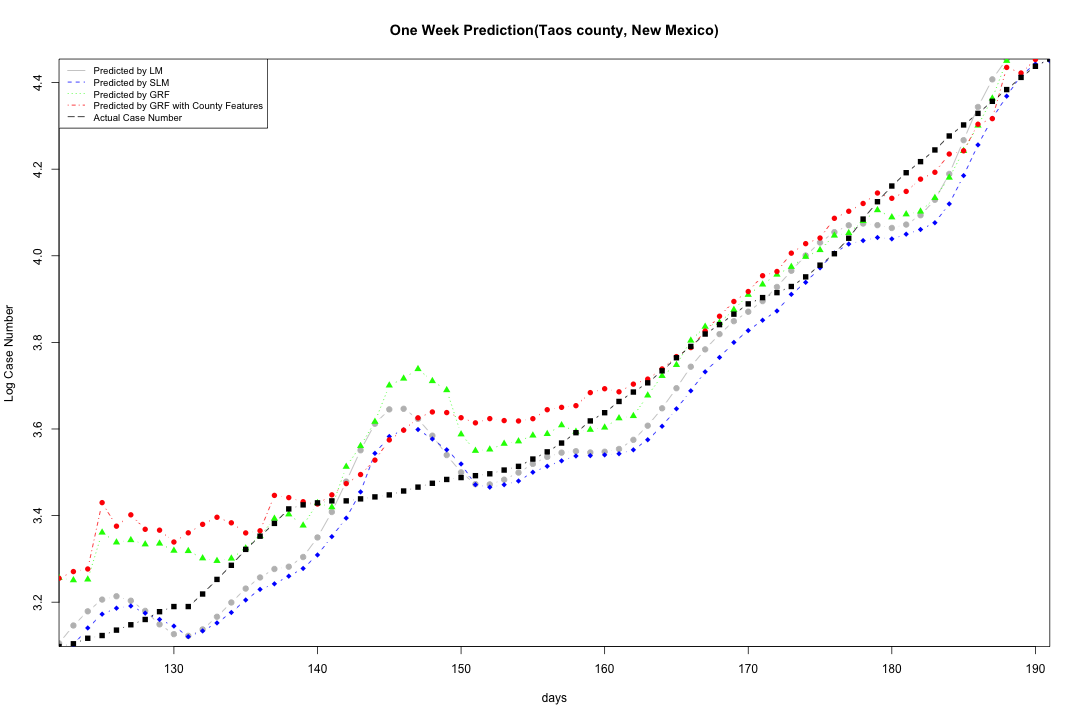 One Week Prediction(Taos county, New Mexico)
Predicted by LM
Predicted by SLM
Predicted by GRF
Predicted by GRF with County Features
Actual Case Number
4.4
4.2
4.0
3.8
3.6
3.4
3.2
Log Case Number
130 140 150 160 170 180 190
days